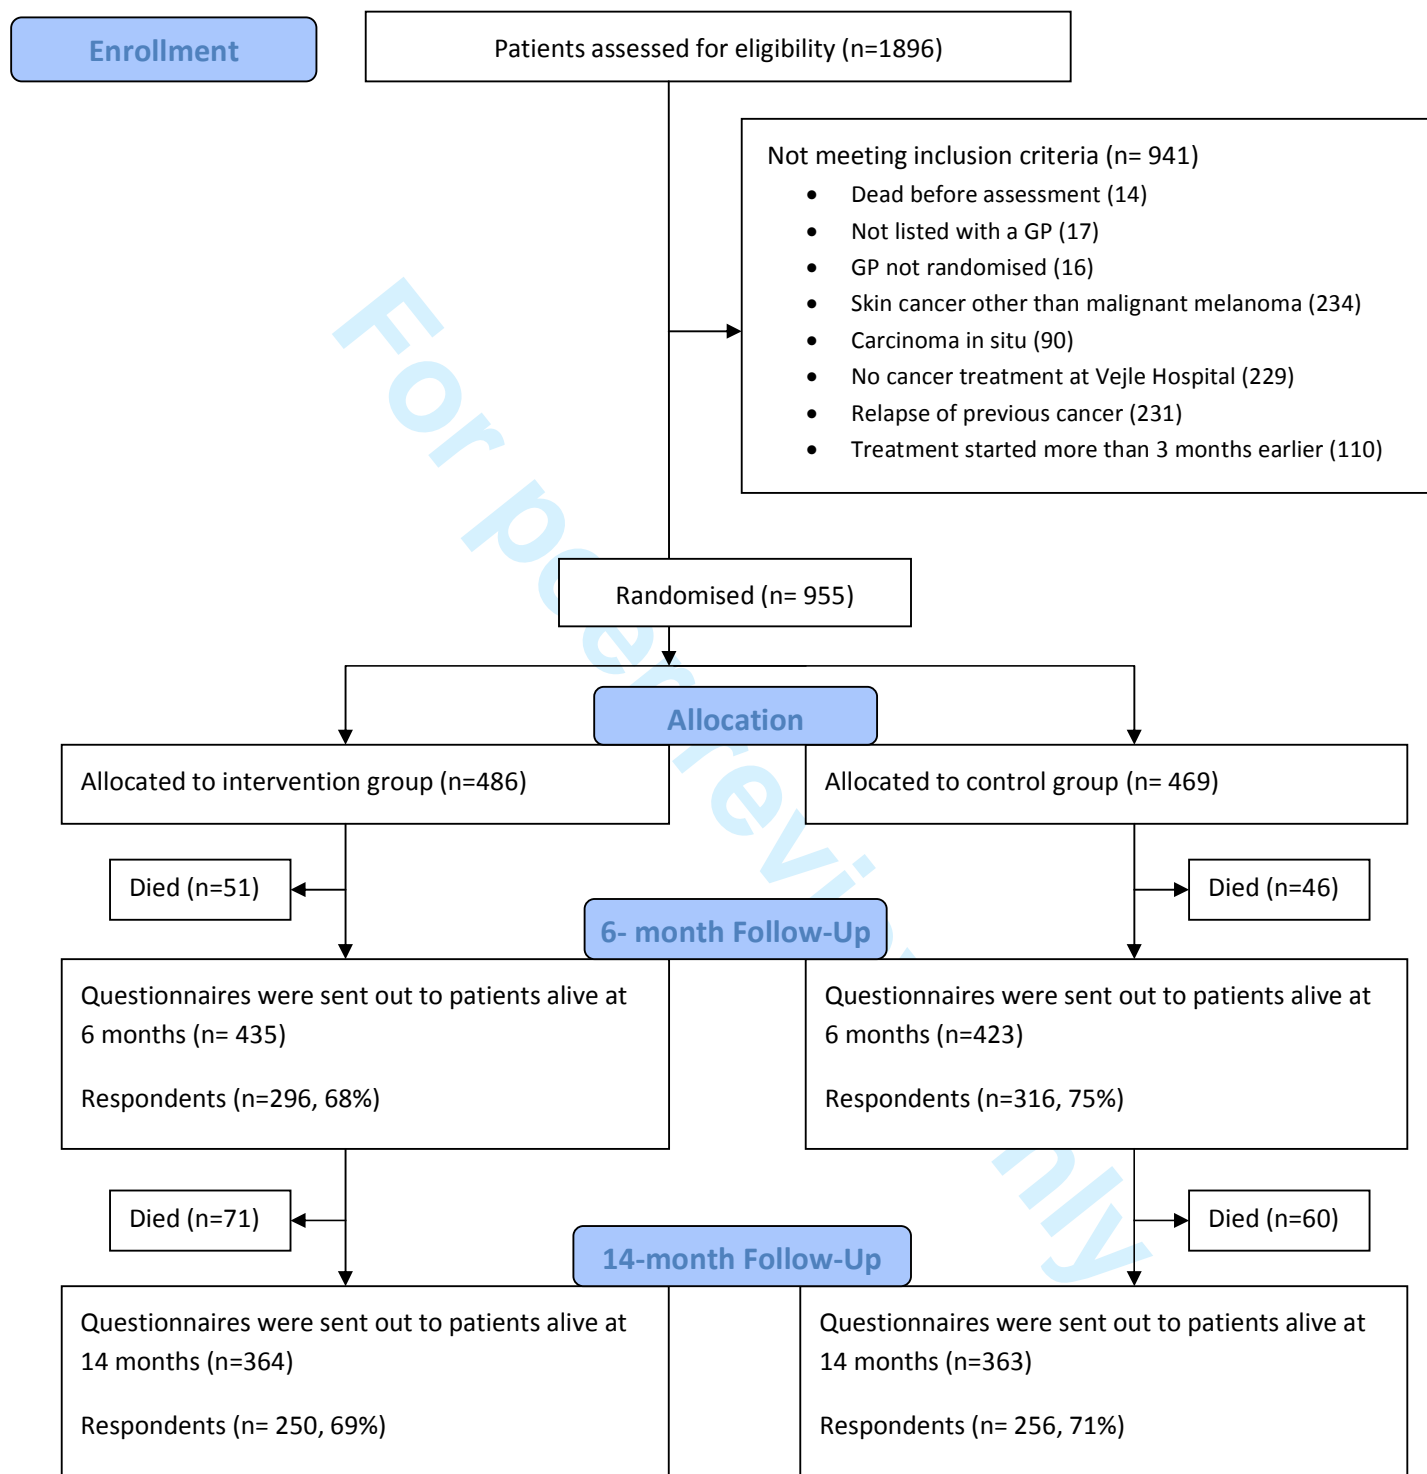 Enrollment
Patients assessed for eligibility (n=1896)
Not meeting inclusion criteria (n= 941)
• Dead before assessment (14)
• Not listed with a GP (17)
• GP not randomised (16)
• Skin cancer other than malignant melanoma (234)
• Carcinoma in situ (90)
• No cancer treatment at Vejle Hospital (229)
• Relapse of previous cancer (231)
• Treatment started more than 3 months earlier (110)
Randomised (n= 955)
Allocation
Allocated to intervention group (n=486)
Allocated to control group (n= 469)
Died (n=51)
Died (n=46)
6- month Follow-Up
Questionnaires were sent out to patients alive at
6 months (n= 435)
Respondents (n=296, 68%)
Questionnaires were sent out to patients alive at
6 months (n=423)
Respondents (n=316, 75%)
Died (n=71)
Died (n=60)
14-month Follow-Up
Questionnaires were sent out to patients alive at
14 months (n=364)
Respondents (n= 250, 69%)
Questionnaires were sent out to patients alive at
14 months (n=363)
Respondents (n= 256, 71%)
For peer review only